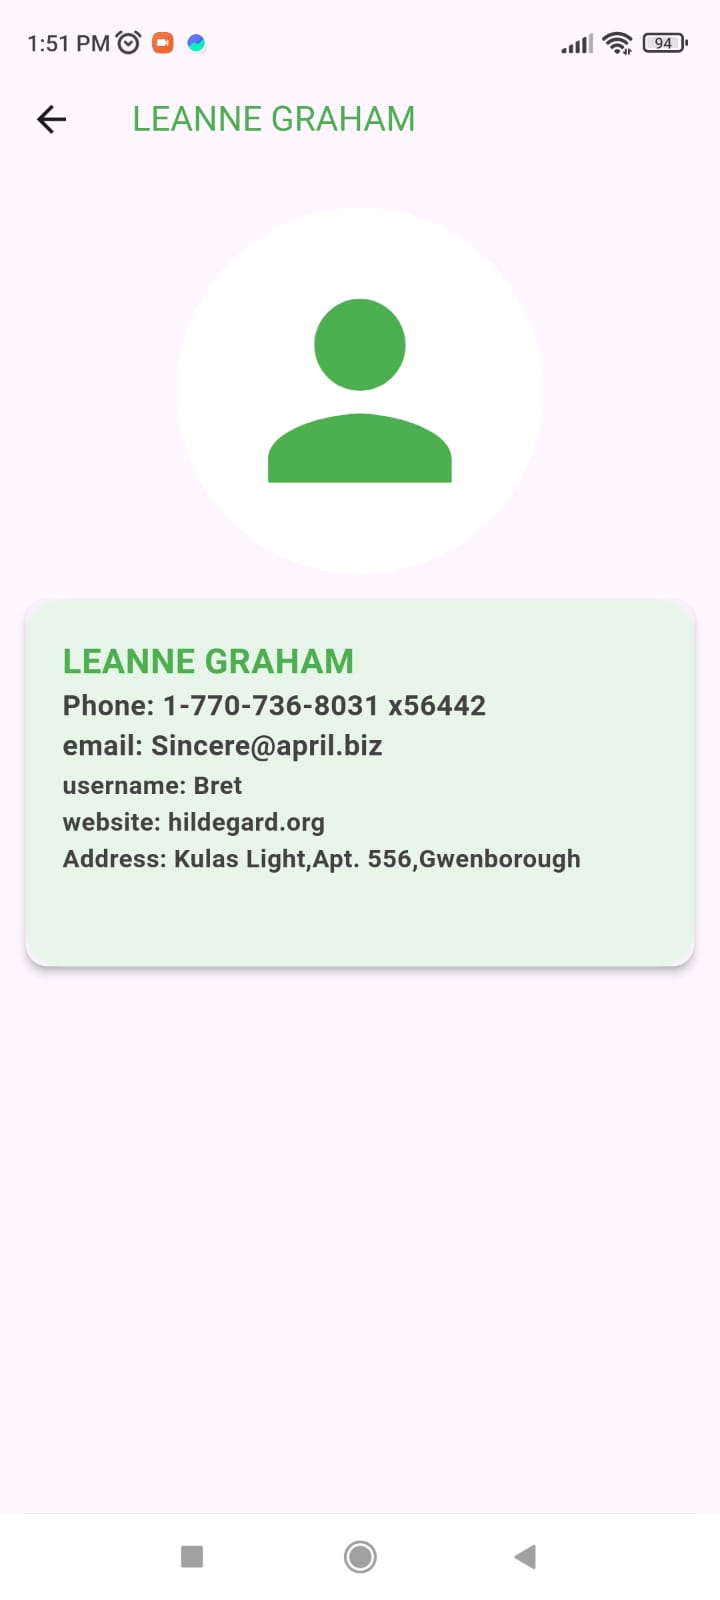 1:51 PM
94
LEANNE GRAHAM
LEANNE GRAHAM
Phone: 1-770-736-8031 x56442
email: Sincere@april.biz
username: Bret
website: hildegard.org
Address: Kulas Light,Apt. 556,Gwenborough